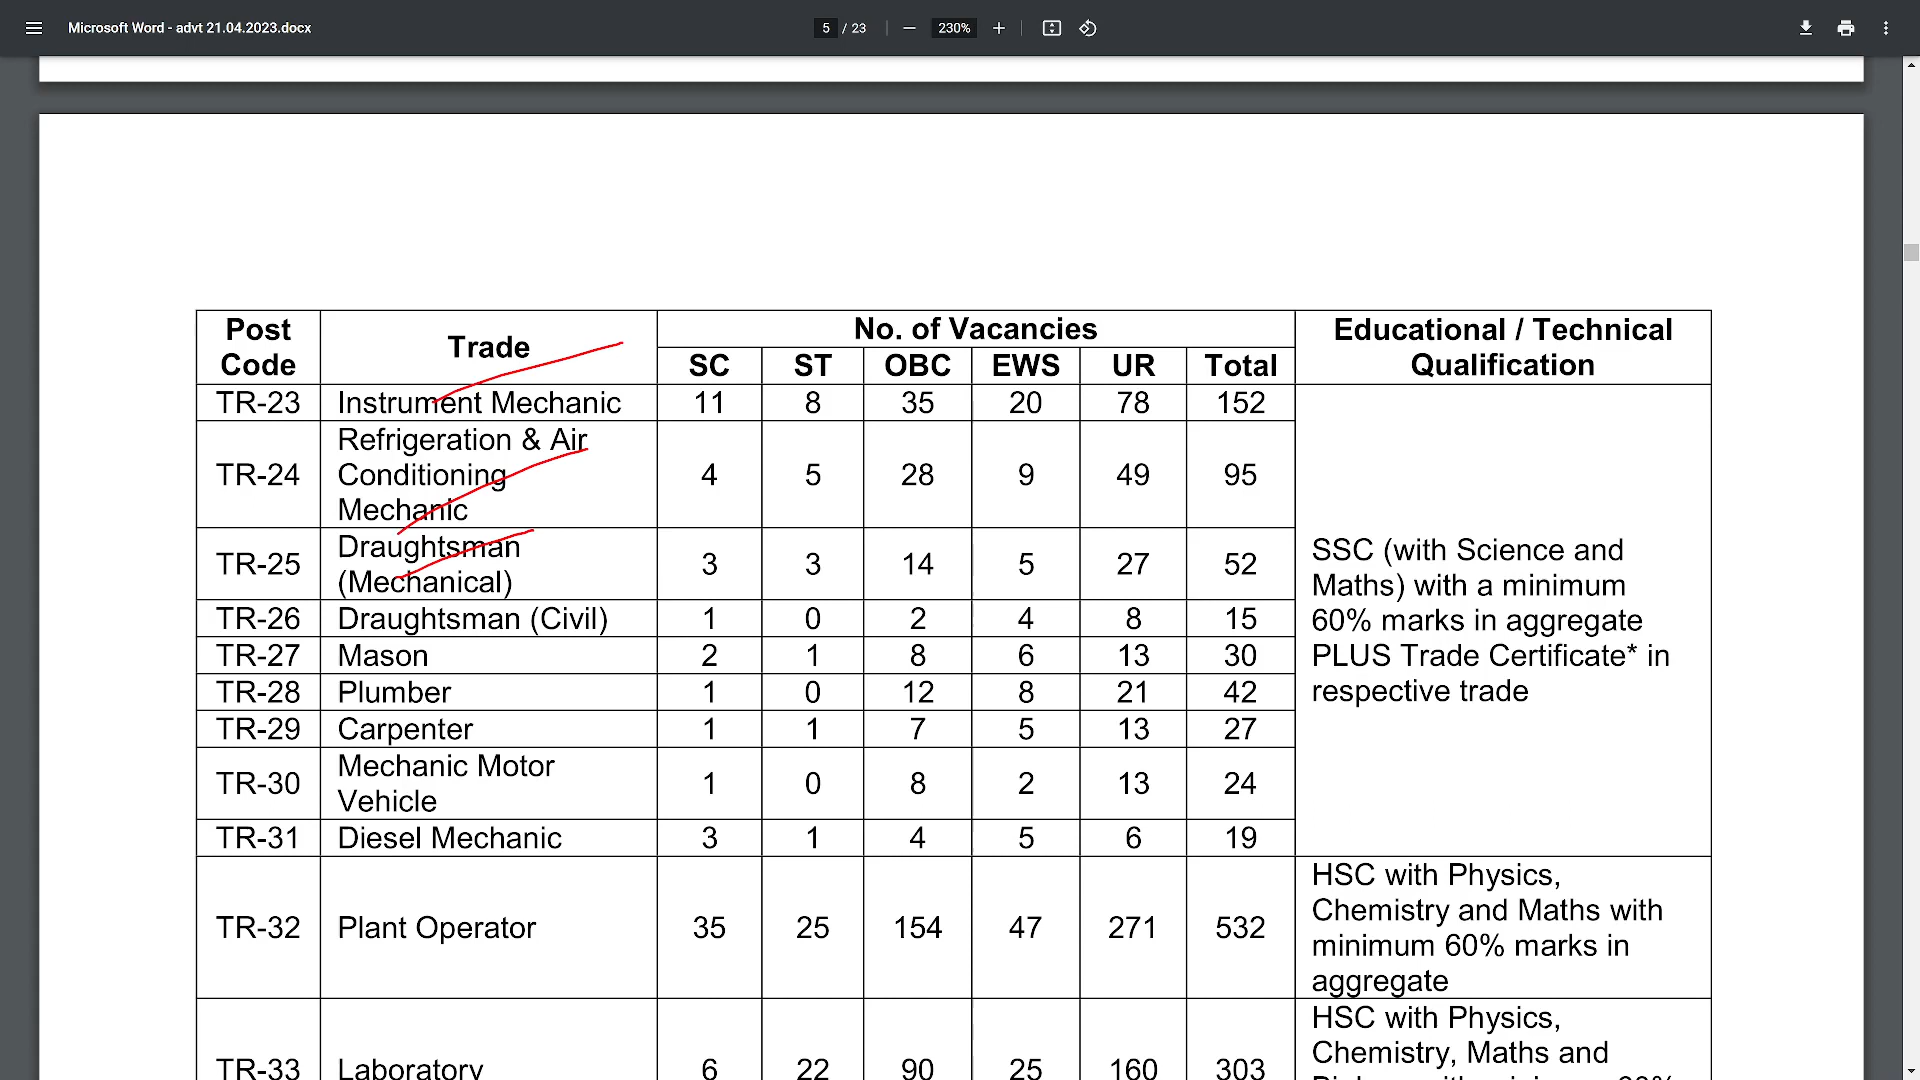 Microsoft Word - advt 21.04.2023.docx
5 / 23
230%
Post Code
Trade
No. of Vacancies
Educational / Technical
Qualification
SC ST OBC EWS UR Total
TR-23 Instrument Mechanic 11 8 35 20 78 152
Refrigeration & Air
TR-24 Conditioning 4 5 28 9 49 95
Mechanic
Draughtsman
TR-25 3 3 14 5 27 52
(Mechanical)
TR-26 Draughtsman (Civil) 1 0 2 4 8 15
TR-27 Mason 2 1 8 6 13 30
TR-28 Plumber 1 0 12 8 21 42
TR-29 Carpenter 1 1 7 5 13 27
Mechanic Motor
TR-30 1 0 8 2 13 24
Vehicle
TR-31 Diesel Mechanic 3 1 4 5 6 19
SSC (with Science and
Maths) with a minimum
60% marks in aggregate
PLUS Trade Certificate* in
respective trade
TR-32 Plant Operator 35 25 154 47 271 532
HSC with Physics,
Chemistry and Maths with
minimum 60% marks in
aggregate
TR-33 Laboratory 6 22 90 25 160 303
HSC with Physics,
Chemistry, Maths and